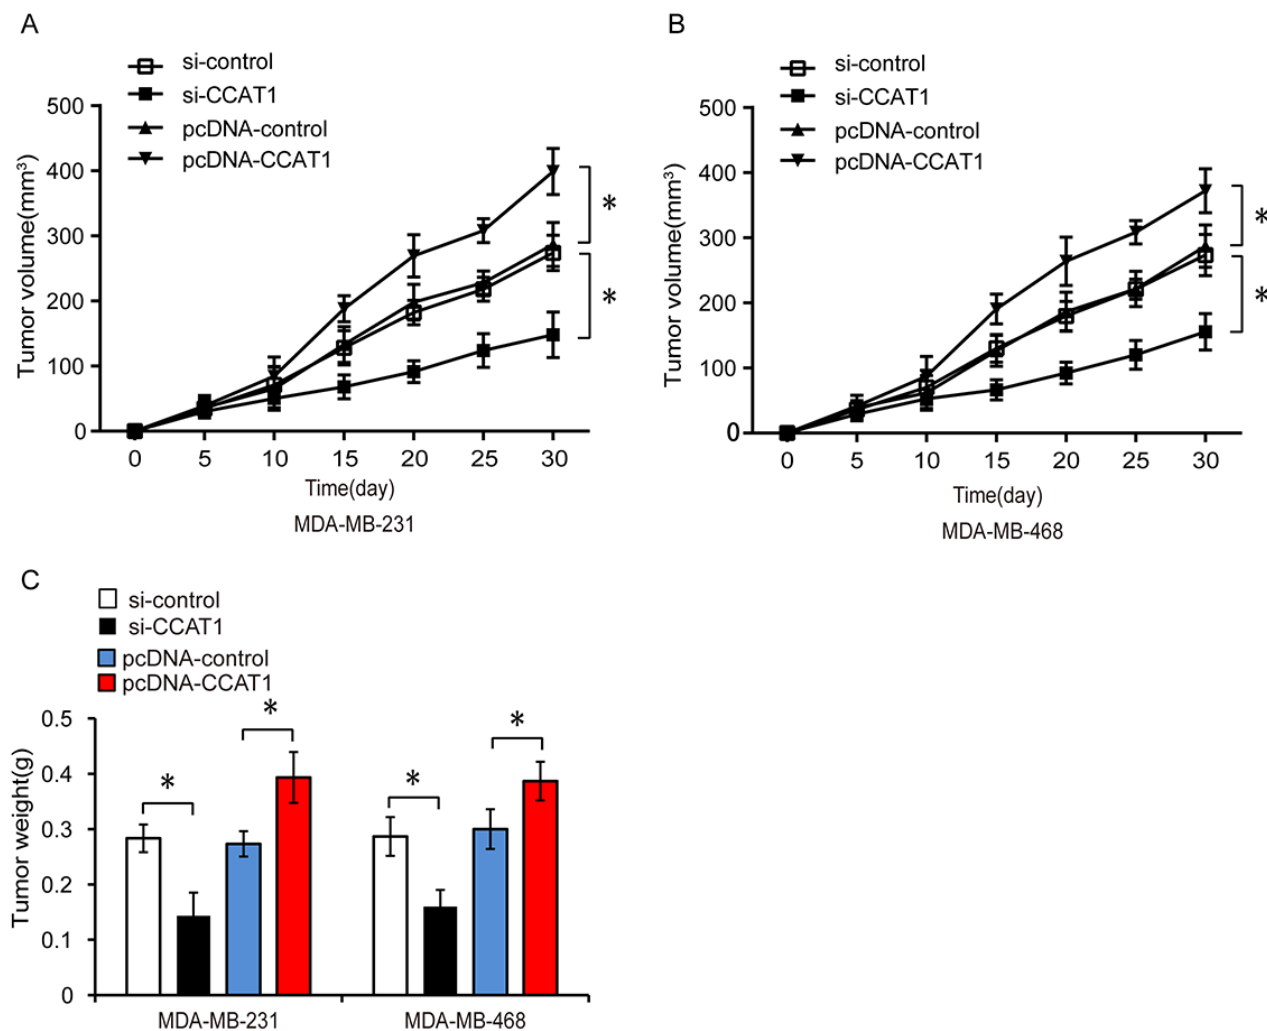 A
si-control
si-CCAT1
pcDNA-control
pcDNA-CCAT1
500
400
300
200
100
0
Tumor volume(mm³)
*
*
0 5 10 15 20 25 30
Time(day)
MDA-MB-231
B
si-control
si-CCAT1
pcDNA-control
pcDNA-CCAT1
500
400
300
200
100
0
Tumor volume(mm³)
*
*
0 5 10 15 20 25 30
Time(day)
MDA-MB-468
C
si-control
si-CCAT1
pcDNA-control
pcDNA-CCAT1
0.5
0.4
0.3
0.2
0.1
0
Tumor weight(g)
* * * *
MDA-MB-231 MDA-MB-468